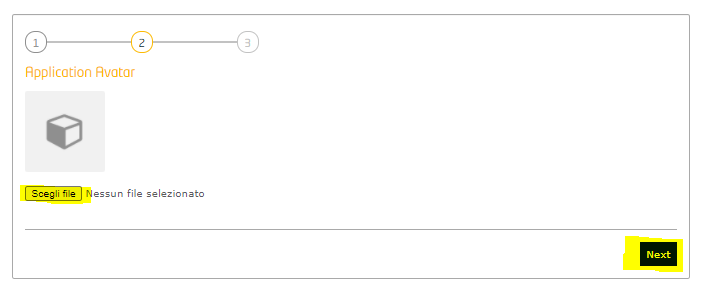 1 2 3
Application Avatar
Scegli file Nessun file selezionato
Next